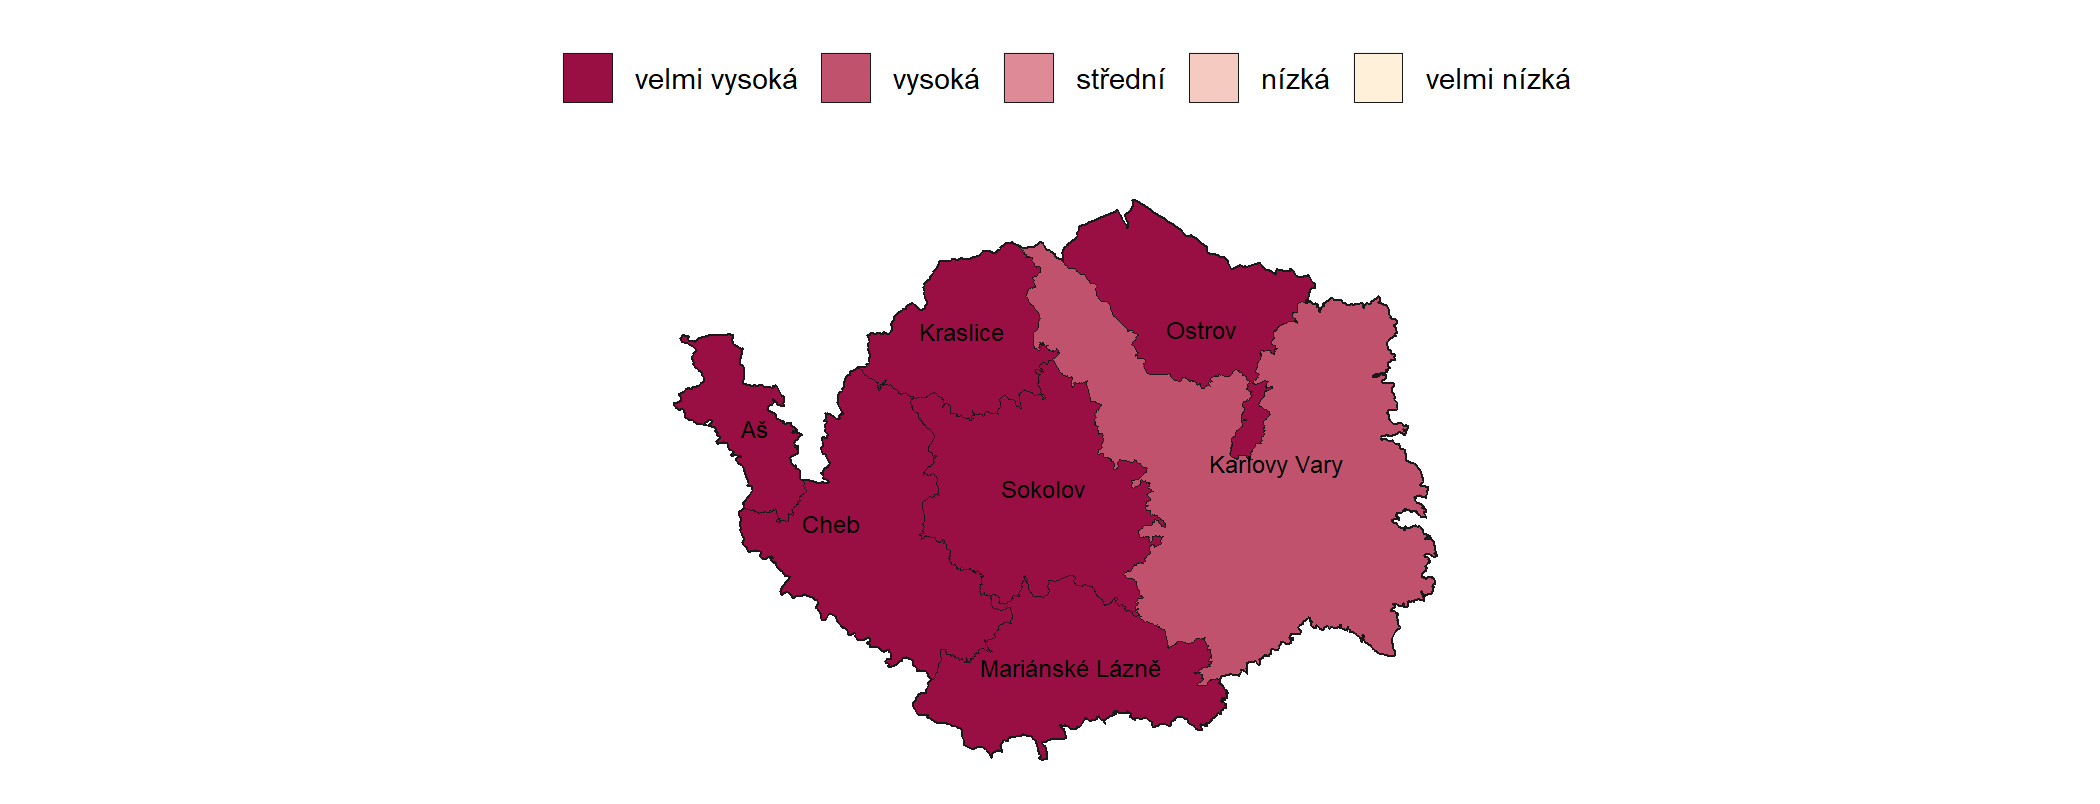 velmi vysoká vysoká střední nízká velmi nízká
Ostrov
Kraslice
Aš
Karlovy Vary
Sokolov
Cheb
Mariánské Lázně